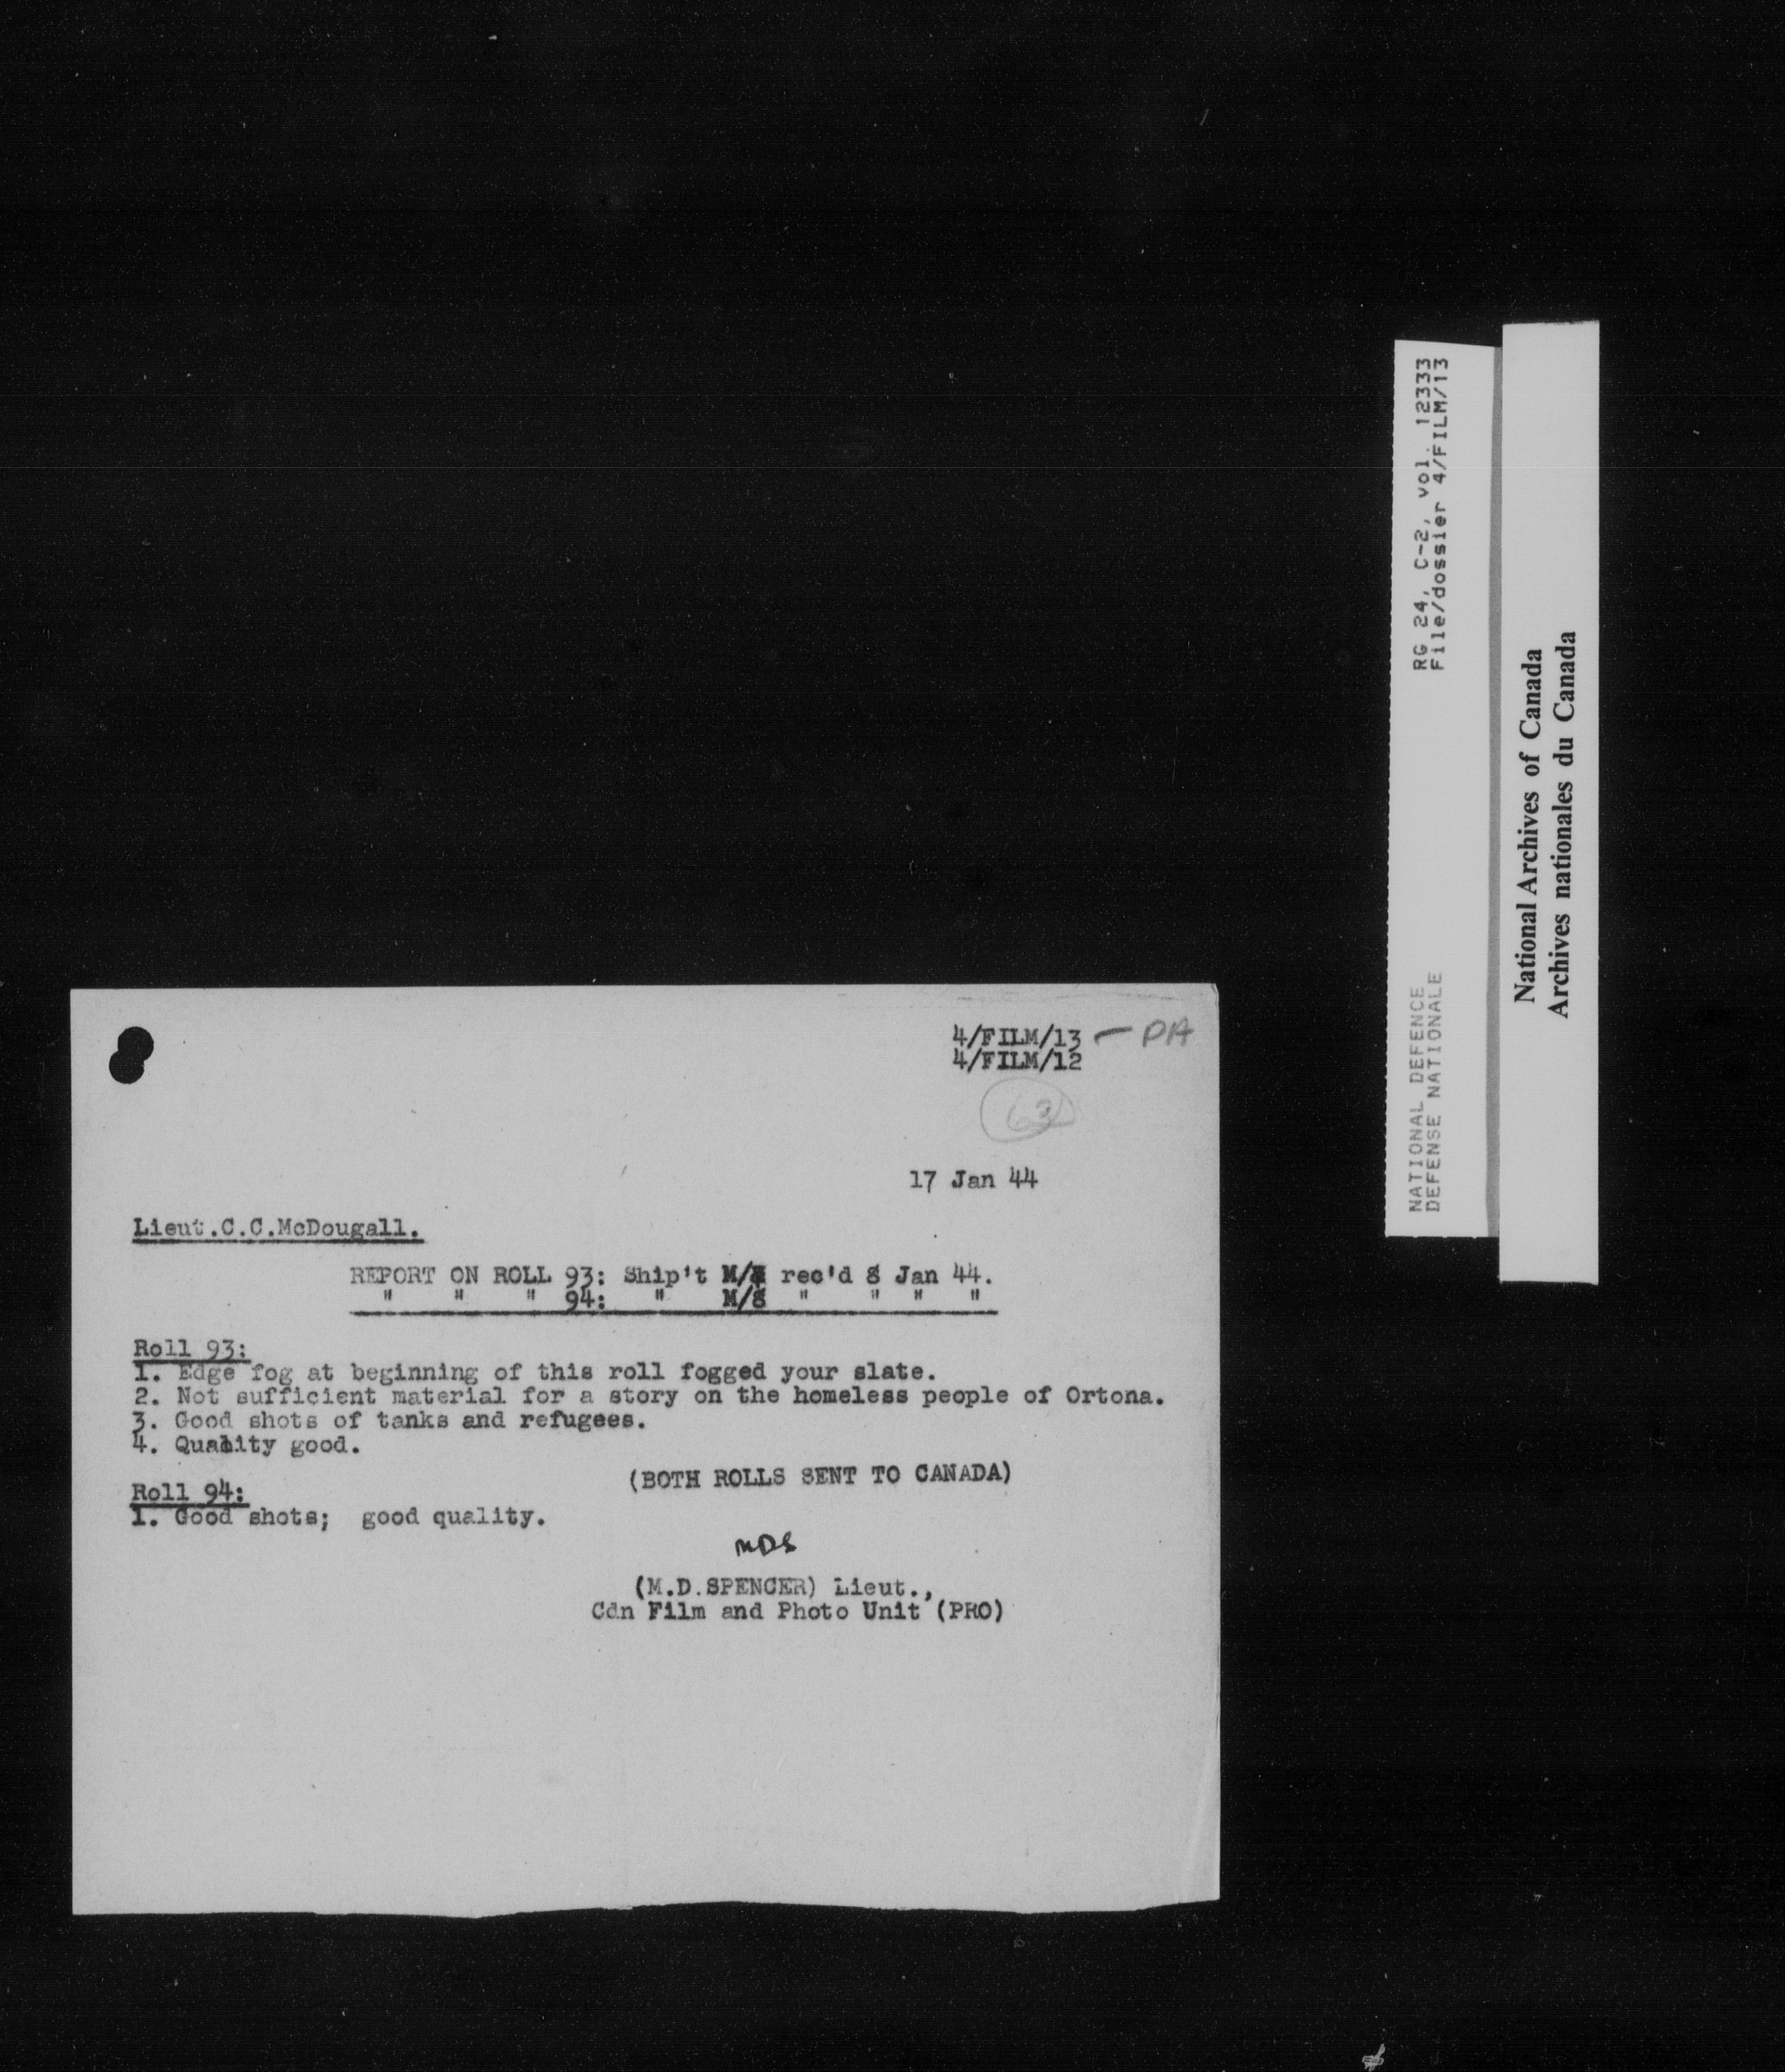 4/FILM/13 — PA
4/FILM/12
63
17 Jan 44
Lieut.C.C.McDougall.
REPORT ON ROLL 93: Ship't M/ rec'd 8 Jan 44.
" " " 94: " M/8 " " " "
Roll 93:
1. Edge fog at beginning of this roll fogged your slate.
2. Not sufficient material for a story on the homeless people of Ortona.
3. Good shots of tanks and refugees.
4. Quality good.
(BOTH ROLLS SENT TO CANADA)
Roll 94:
1. Good shots; good quality.
MDS
(M.D.SPENCER) Lieut.,
Cdn Film and Photo Unit (PRO)
RG 24, C-2, vol. 12333
File/dossier 4/FILM/13
NATIONAL DEFENCE
DEFENSE NATIONALE
National Archives of Canada
Archives nationales du Canada